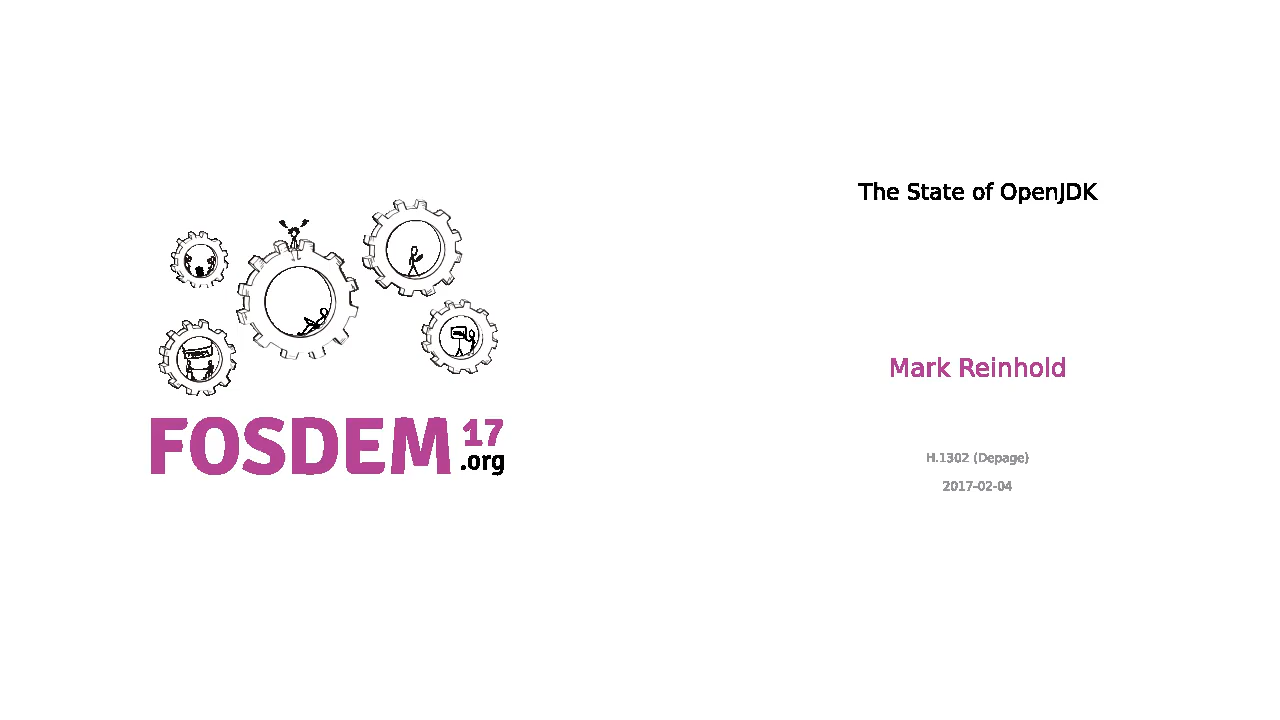 FOSDEM 17
.org
The State of OpenJDK
Mark Reinhold
H.1302 (Depage)
2017-02-04